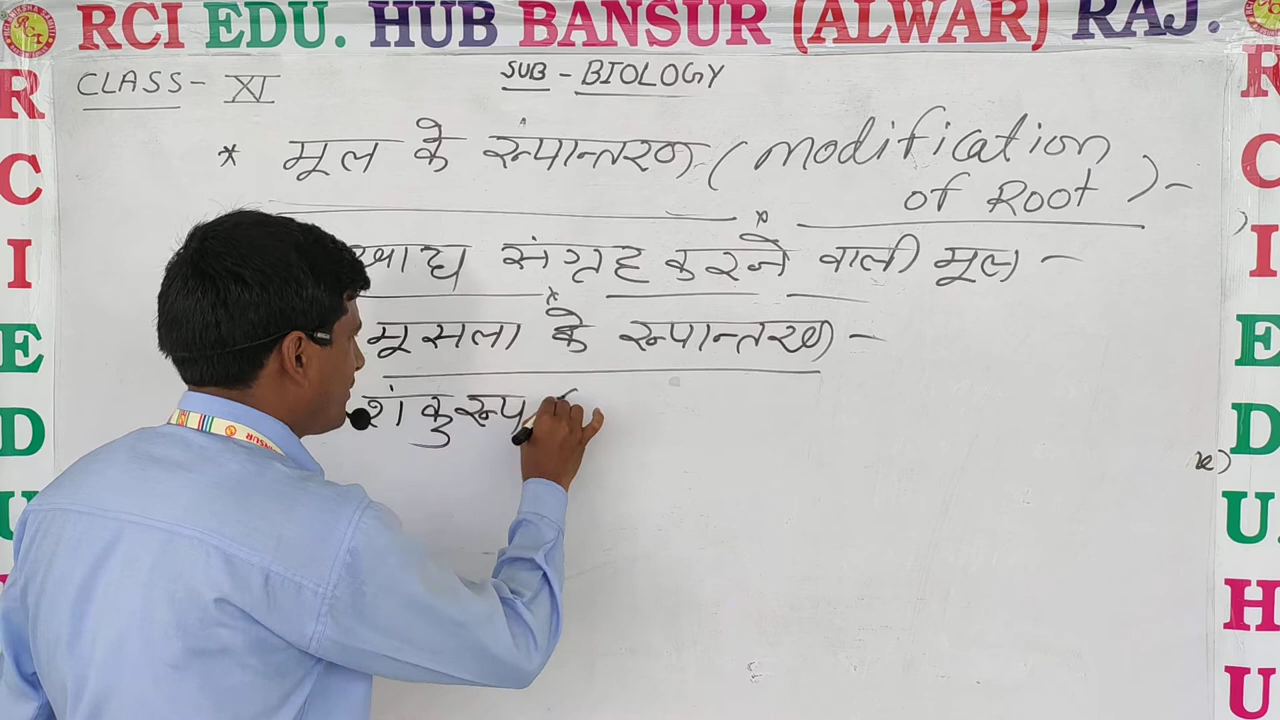 RCI EDU. HUB BANSUR (ALWAR) RAJ.
CLASS- XI
SUB - BIOLOGY
* मूल के रूपान्तरण (Modification
of Root) -
खाद्य संग्रह करने वाली मूल -
मूसला के रूपान्तरण -
शंकुरूप
R
C
I
E
D
U
R
C
I
E
D
U.
H
U